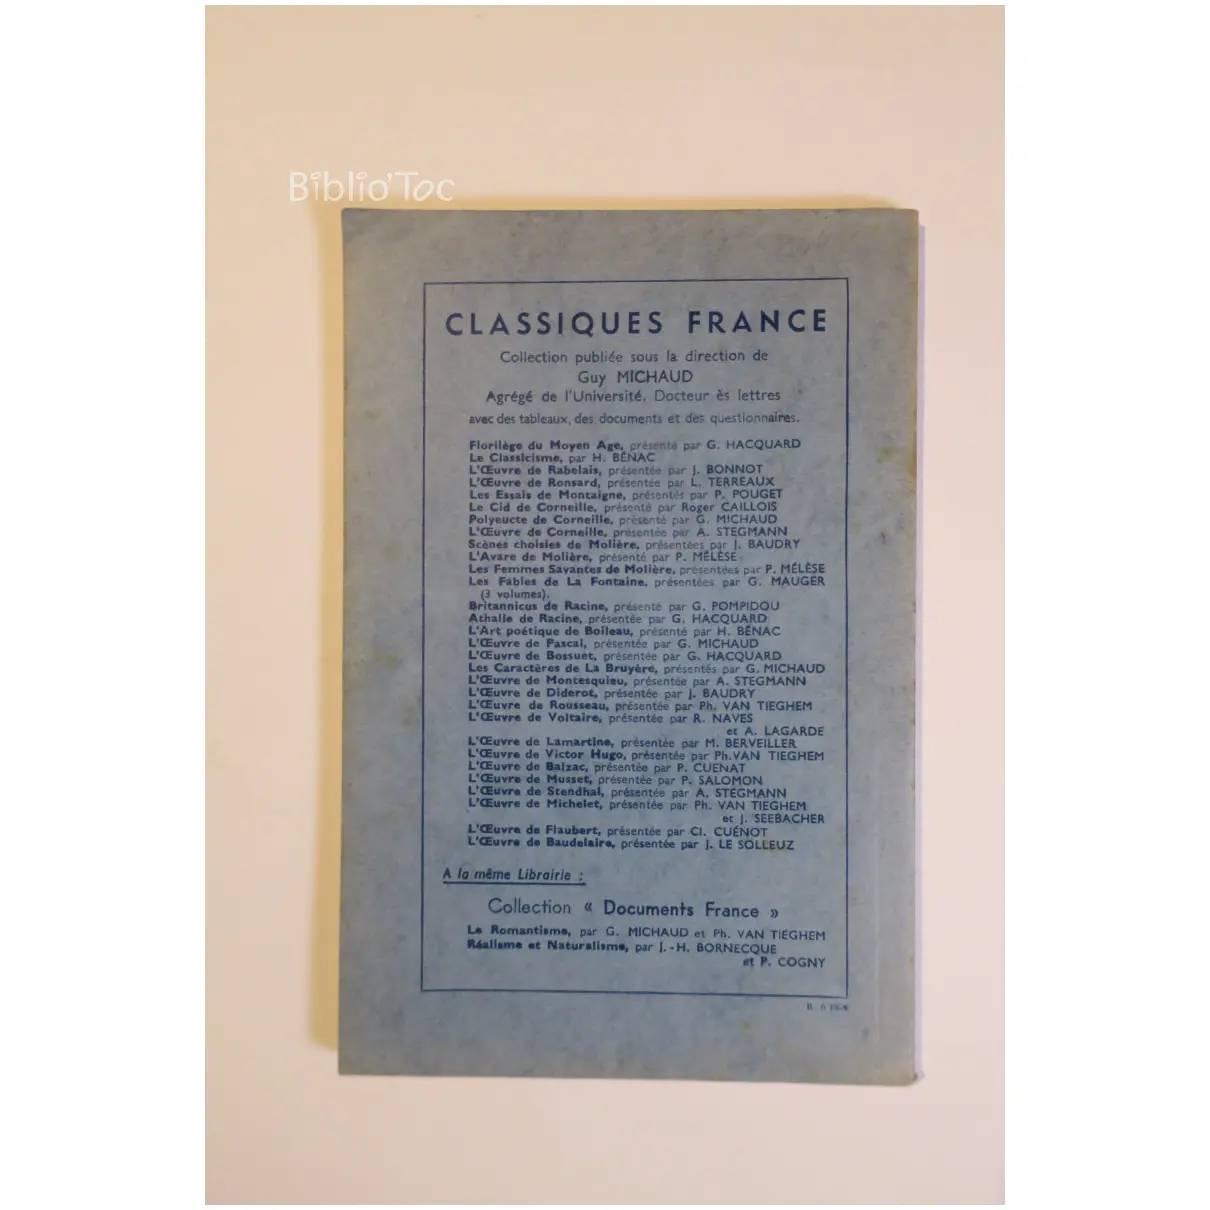 Biblio'Toc
CLASSIQUES FRANCE
Collection publiée sous la direction de
Guy MICHAUD
Agrégé de l'Université, Docteur ès lettres
avec des tableaux, des documents et des questionnaires.
Florilège du Moyen Age, présenté par G. HACQUARD
Le Classicisme, par H. BÉNAC
L'Œuvre de Rabelais, présentée par J. BONNOT
L'Œuvre de Ronsard, présentée par L. TERREAUX
Les Essais de Montaigne, présentés par P. POUGET
Le Cid de Corneille, présenté par Roger CAILLOIS
Polyeucte de Corneille, présenté par G. MICHAUD
L'Œuvre de Corneille, présentée par A. STEGMANN
Scènes choisies de Molière, présentées par J. BAUDRY
L'Avare de Molière, présenté par P. MÉLÈSE
Les Femmes Savantes de Molière, présentées par P. MÉLÈSE
Les Fables de La Fontaine, présentées par G. MAUGER
(3 volumes).
Britannicus de Racine, présenté par G. POMPIDOU
Athalie de Racine, présentée par G. HACQUARD
L'Art poétique de Boileau, présenté par H. BÉNAC
L'Œuvre de Pascal, présentée par G. MICHAUD
L'Œuvre de Bossuet, présentée par G. HACQUARD
Les Caractères de La Bruyère, présentés par G. MICHAUD
L'Œuvre de Montesquieu, présentée par A. STEGMANN
L'Œuvre de Diderot, présentée par J. BAUDRY
L'Œuvre de Rousseau, présentée par Ph. VAN TIEGHEM
L'Œuvre de Voltaire, présentée par R. NAVES
et A. LAGARDE
L'Œuvre de Lamartine, présentée par M. BERVEILLER
L'Œuvre de Victor Hugo, présentée par Ph. VAN TIEGHEM
L'Œuvre de Balzac, présentée par P. CUENAT
L'Œuvre de Musset, présentée par P. SALOMON
L'Œuvre de Stendhal, présentée par A. STEGMANN
L'Œuvre de Michelet, présentée par Ph. VAN TIEGHEM
et J. SEEBACHER
L'Œuvre de Flaubert, présentée par Cl. CUÉNOT
L'Œuvre de Baudelaire, présentée par J. LE SOLLEUZ
A la même Librairie :
Collection « Documents France »
Le Romantisme, par G. MICHAUD et Ph. VAN TIEGHEM
Réalisme et Naturalisme, par J.-H. BORNECQUE
et P. COGNY